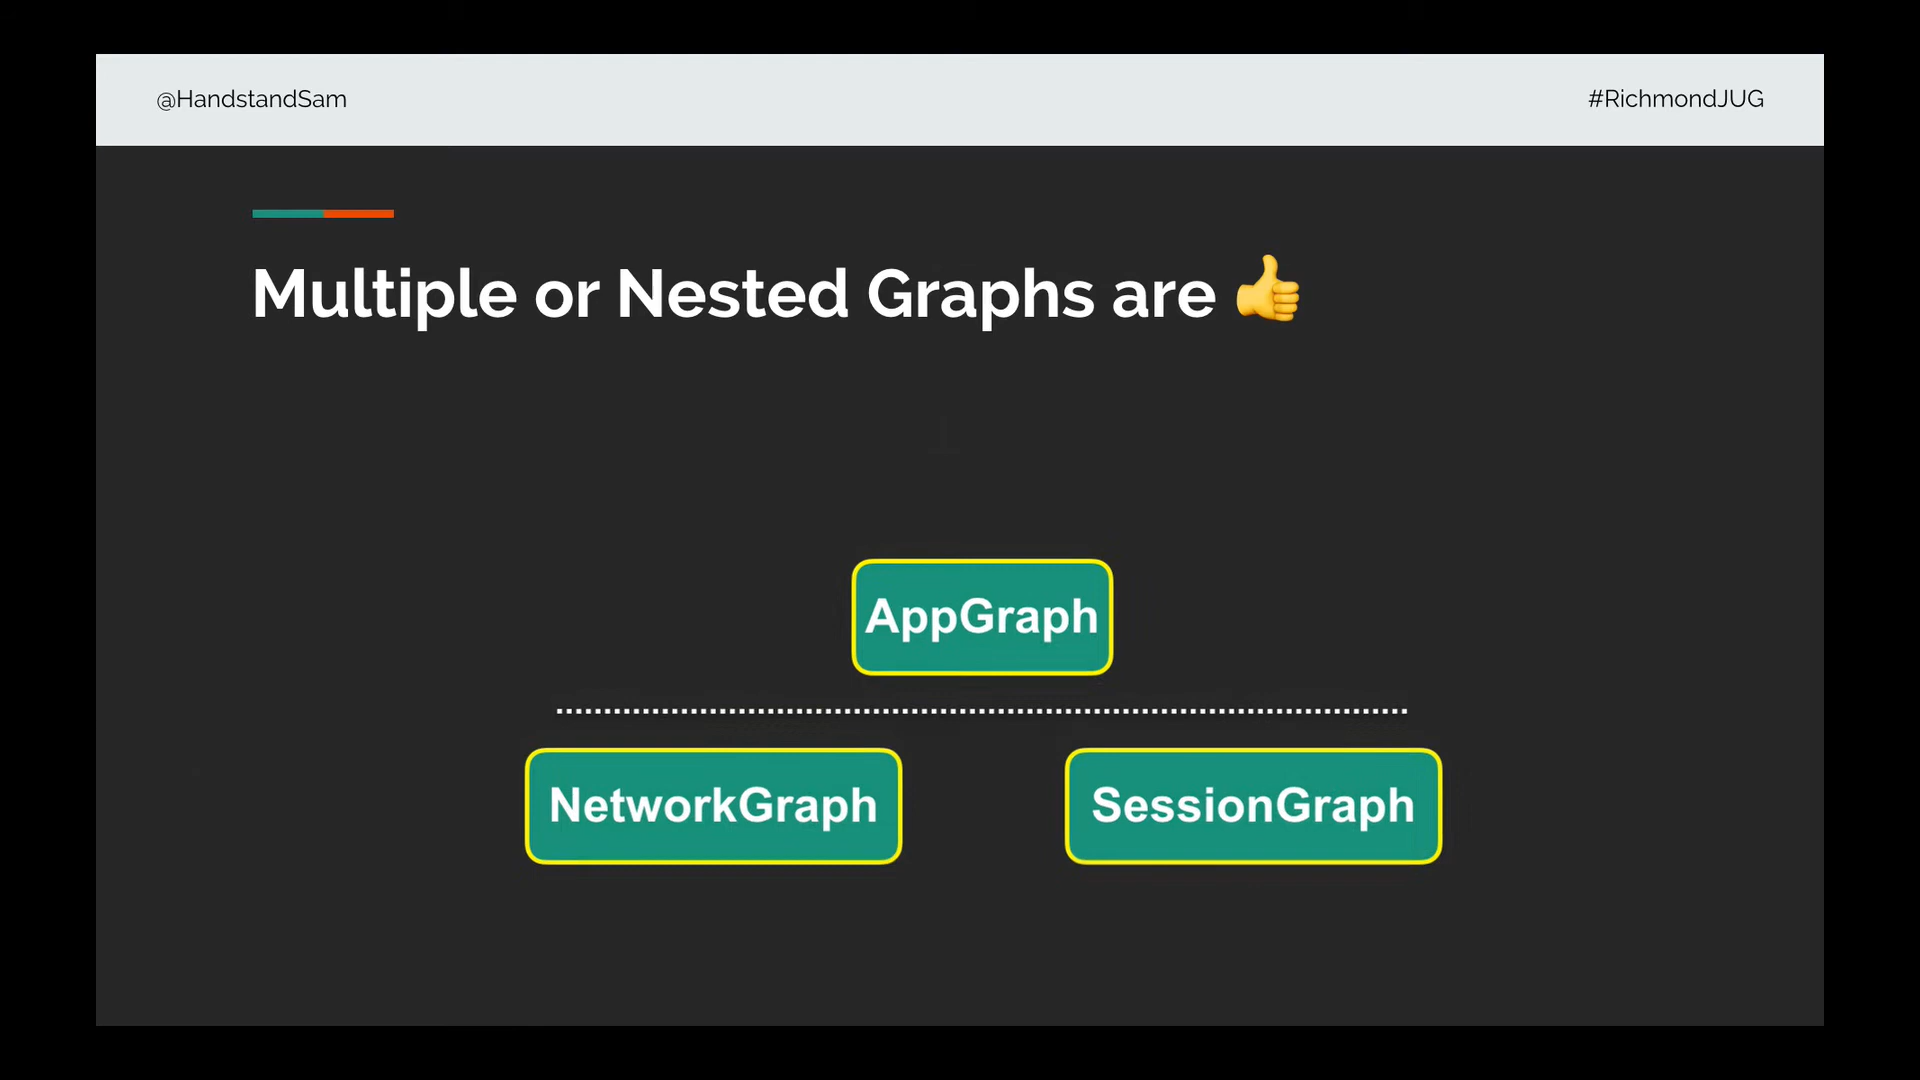 @HandstandSam
#RichmondJUG
Multiple or Nested Graphs are 👍
AppGraph
NetworkGraph
SessionGraph